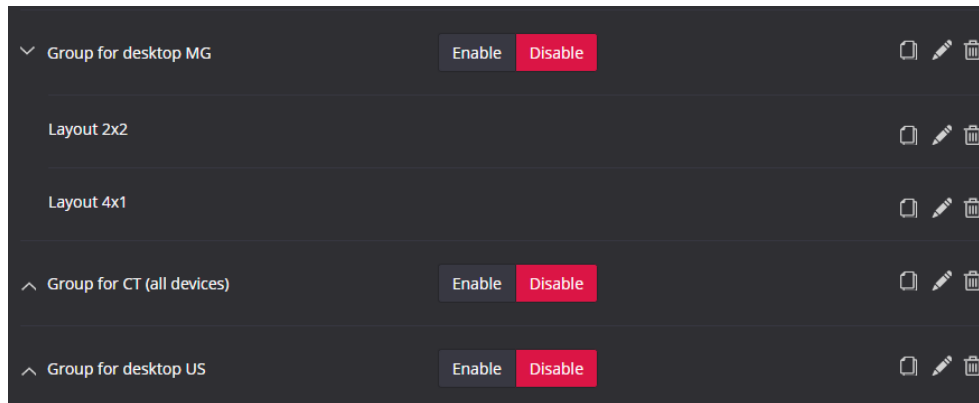 Group for desktop MG Enable Disable
Layout 2x2
Layout 4x1
Group for CT (all devices) Enable Disable
Group for desktop US Enable Disable